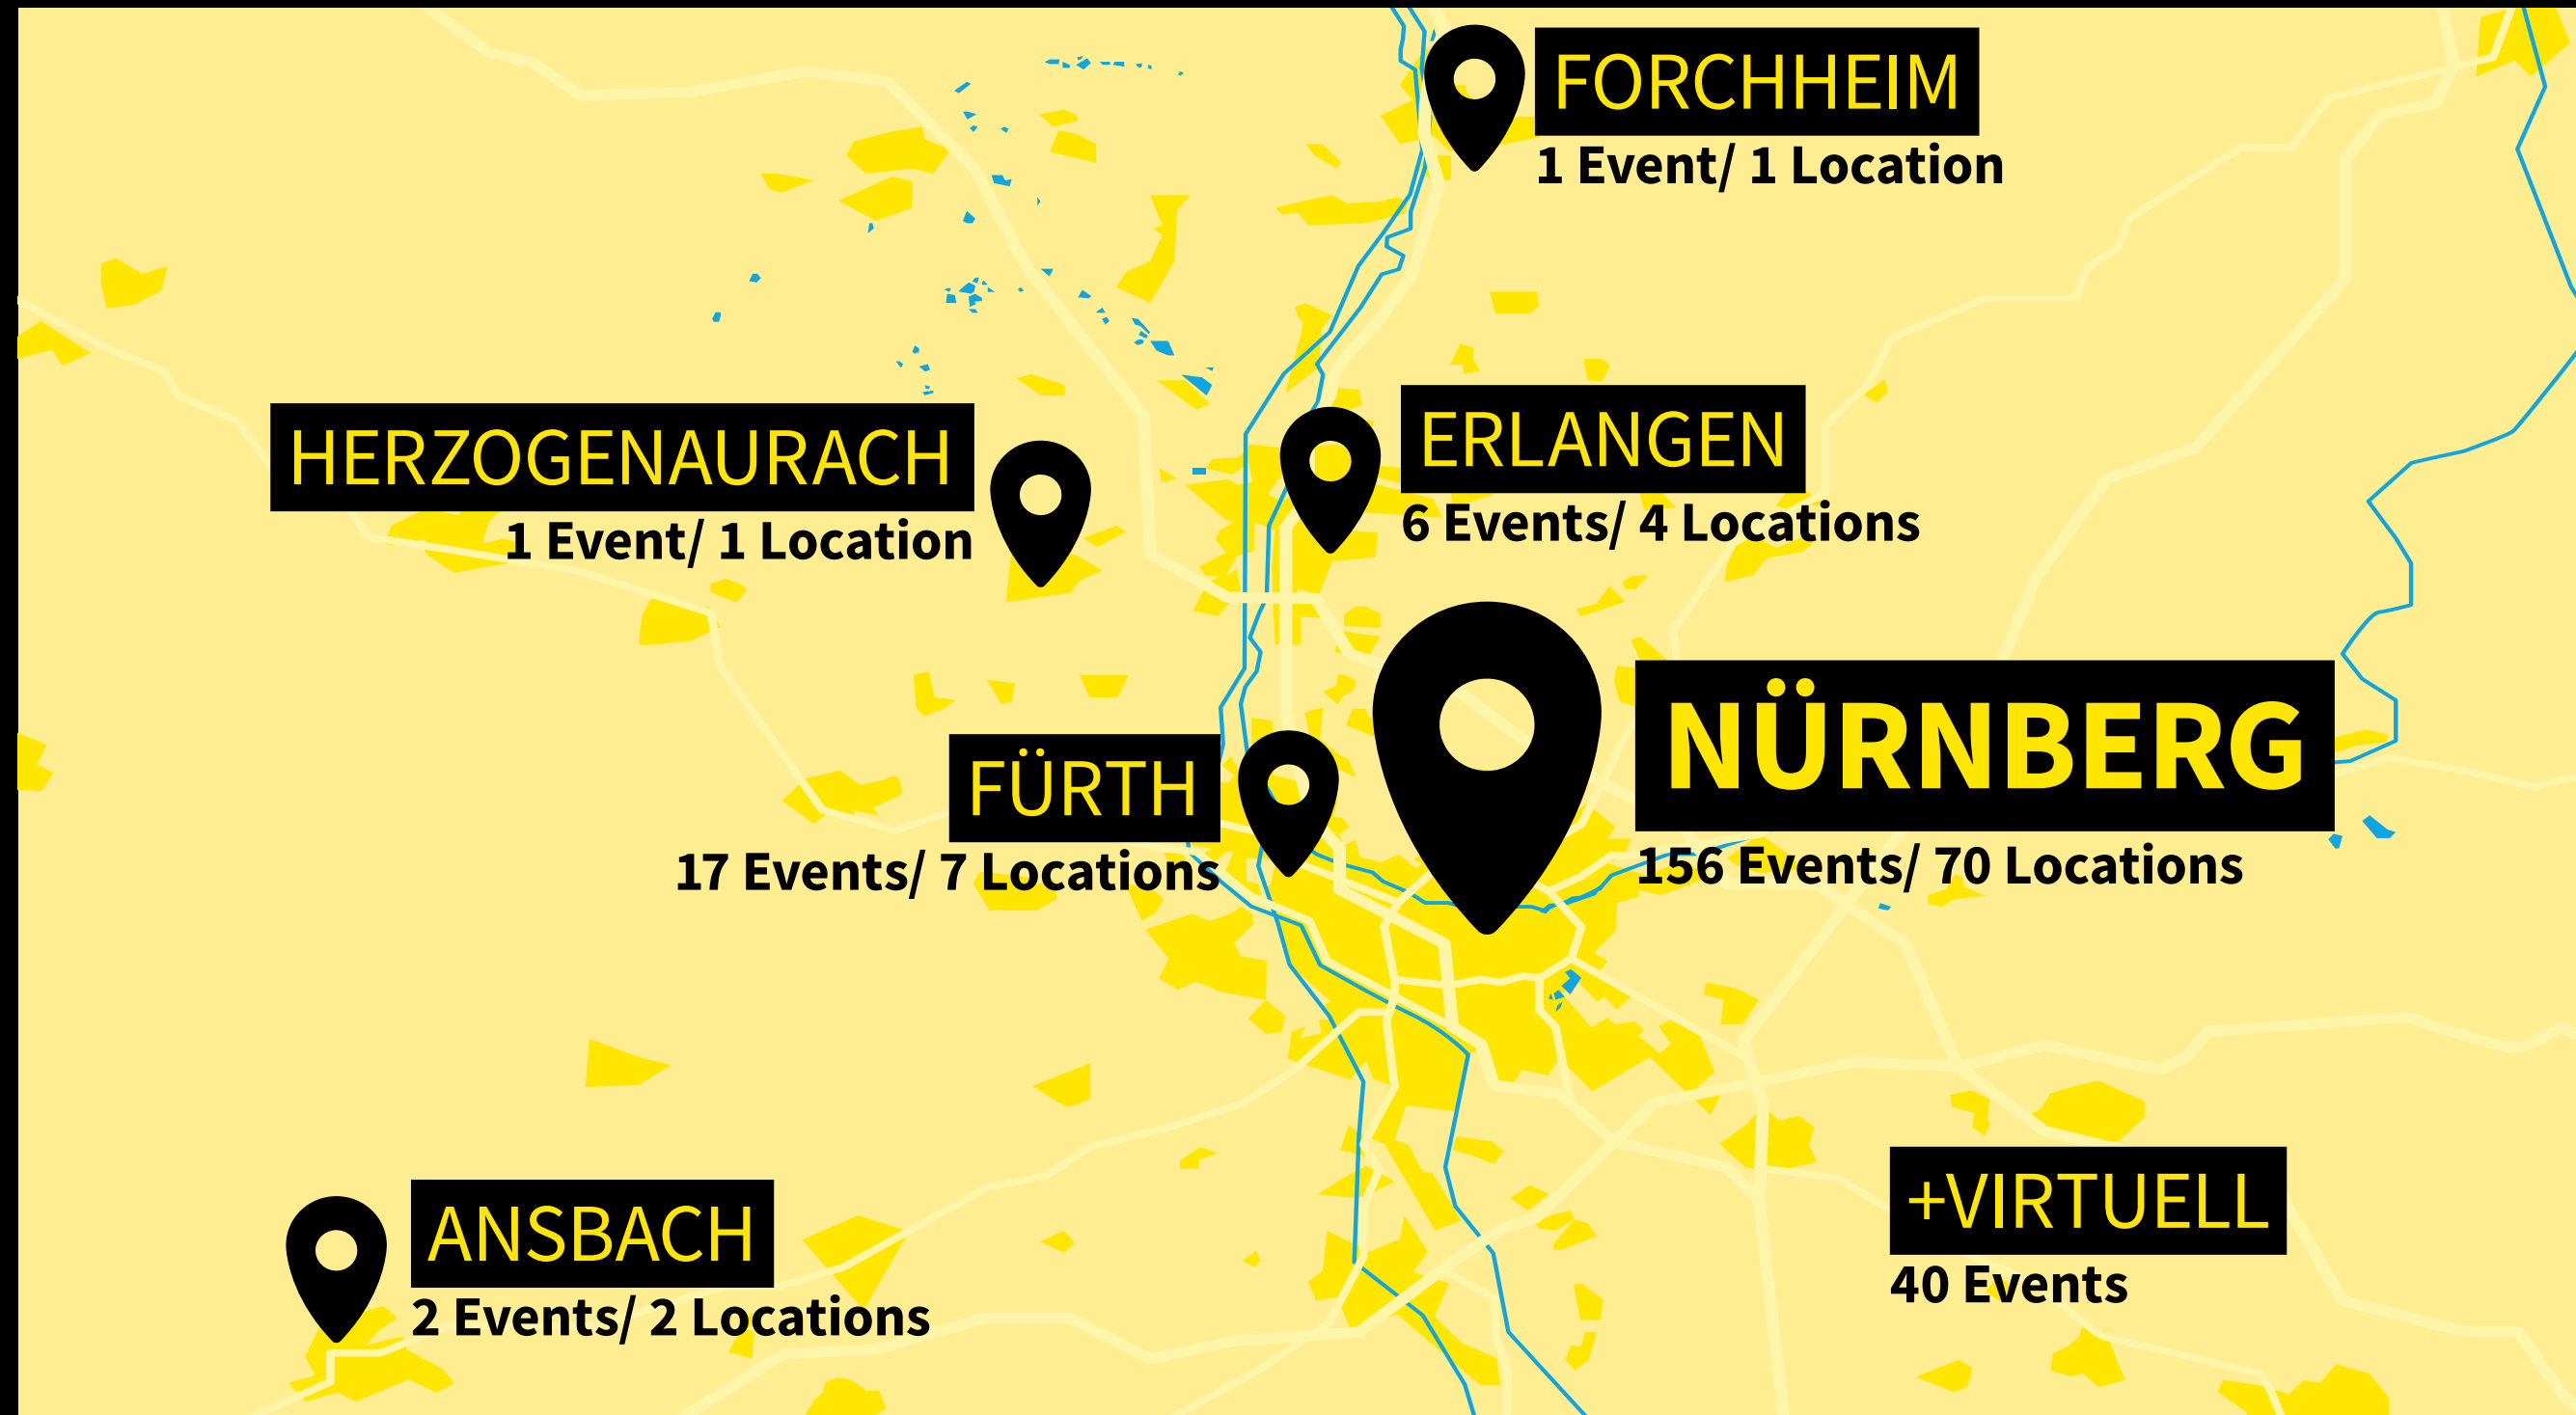 FORCHHEIM
1 Event/ 1 Location
HERZOGENAURACH
1 Event/ 1 Location
ERLANGEN
6 Events/ 4 Locations
FÜRTH
17 Events/ 7 Locations
NÜRNBERG
156 Events/ 70 Locations
ANSBACH
2 Events/ 2 Locations
+VIRTUELL
40 Events